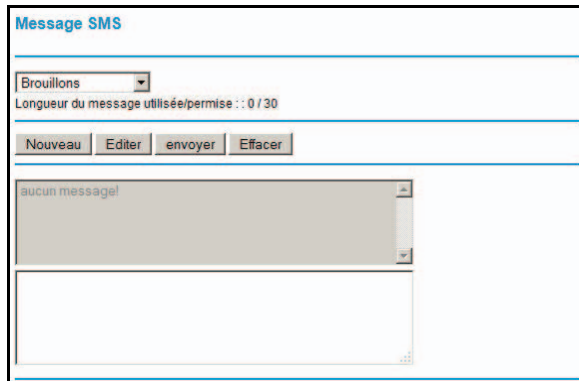 Message SMS
Brouillons
Longueur du message utilisée/permise : : 0 / 30
Nouveau Editer envoyer Effacer
aucun message!